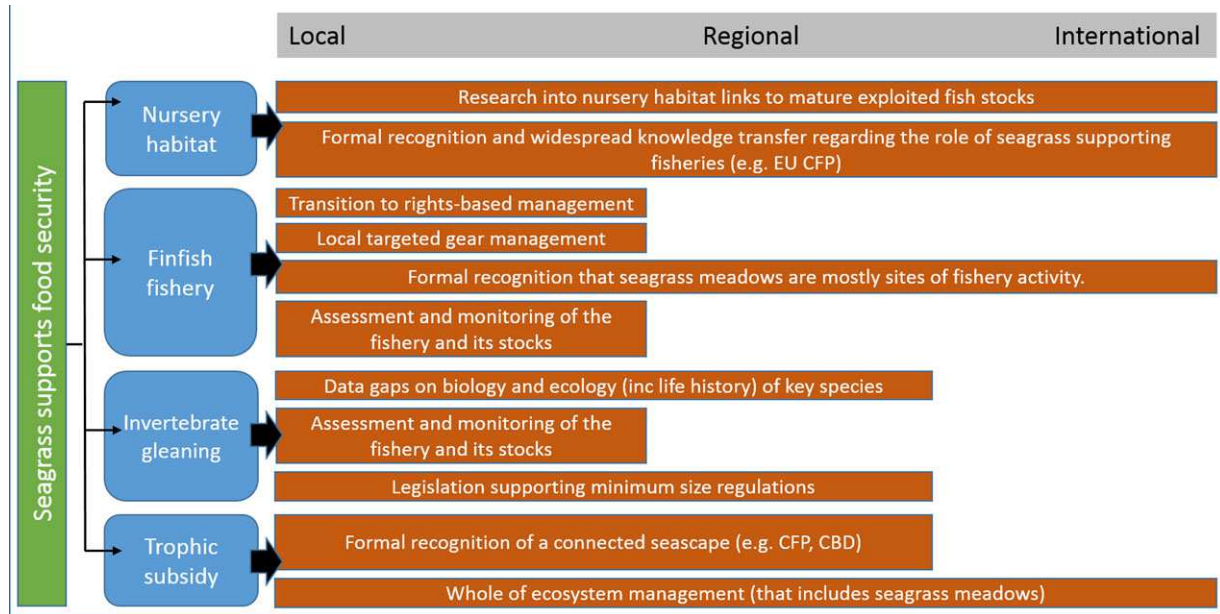 Local Regional International
Seagrass supports food security
Nursery
habitat
Research into nursery habitat links to mature exploited fish stocks
Formal recognition and widespread knowledge transfer regarding the role of seagrass supporting
fisheries (e.g. EU CFP)
Finfish
fishery
Transition to rights-based management
Local targeted gear management
Formal recognition that seagrass meadows are mostly sites of fishery activity.
Assessment and monitoring of the
fishery and its stocks
Invertebrate
gleaning
Data gaps on biology and ecology (inc life history) of key species
Assessment and monitoring of the
fishery and its stocks
Legislation supporting minimum size regulations
Trophic
subsidy
Formal recognition of a connected seascape (e.g. CFP, CBD)
Whole of ecosystem management (that includes seagrass meadows)